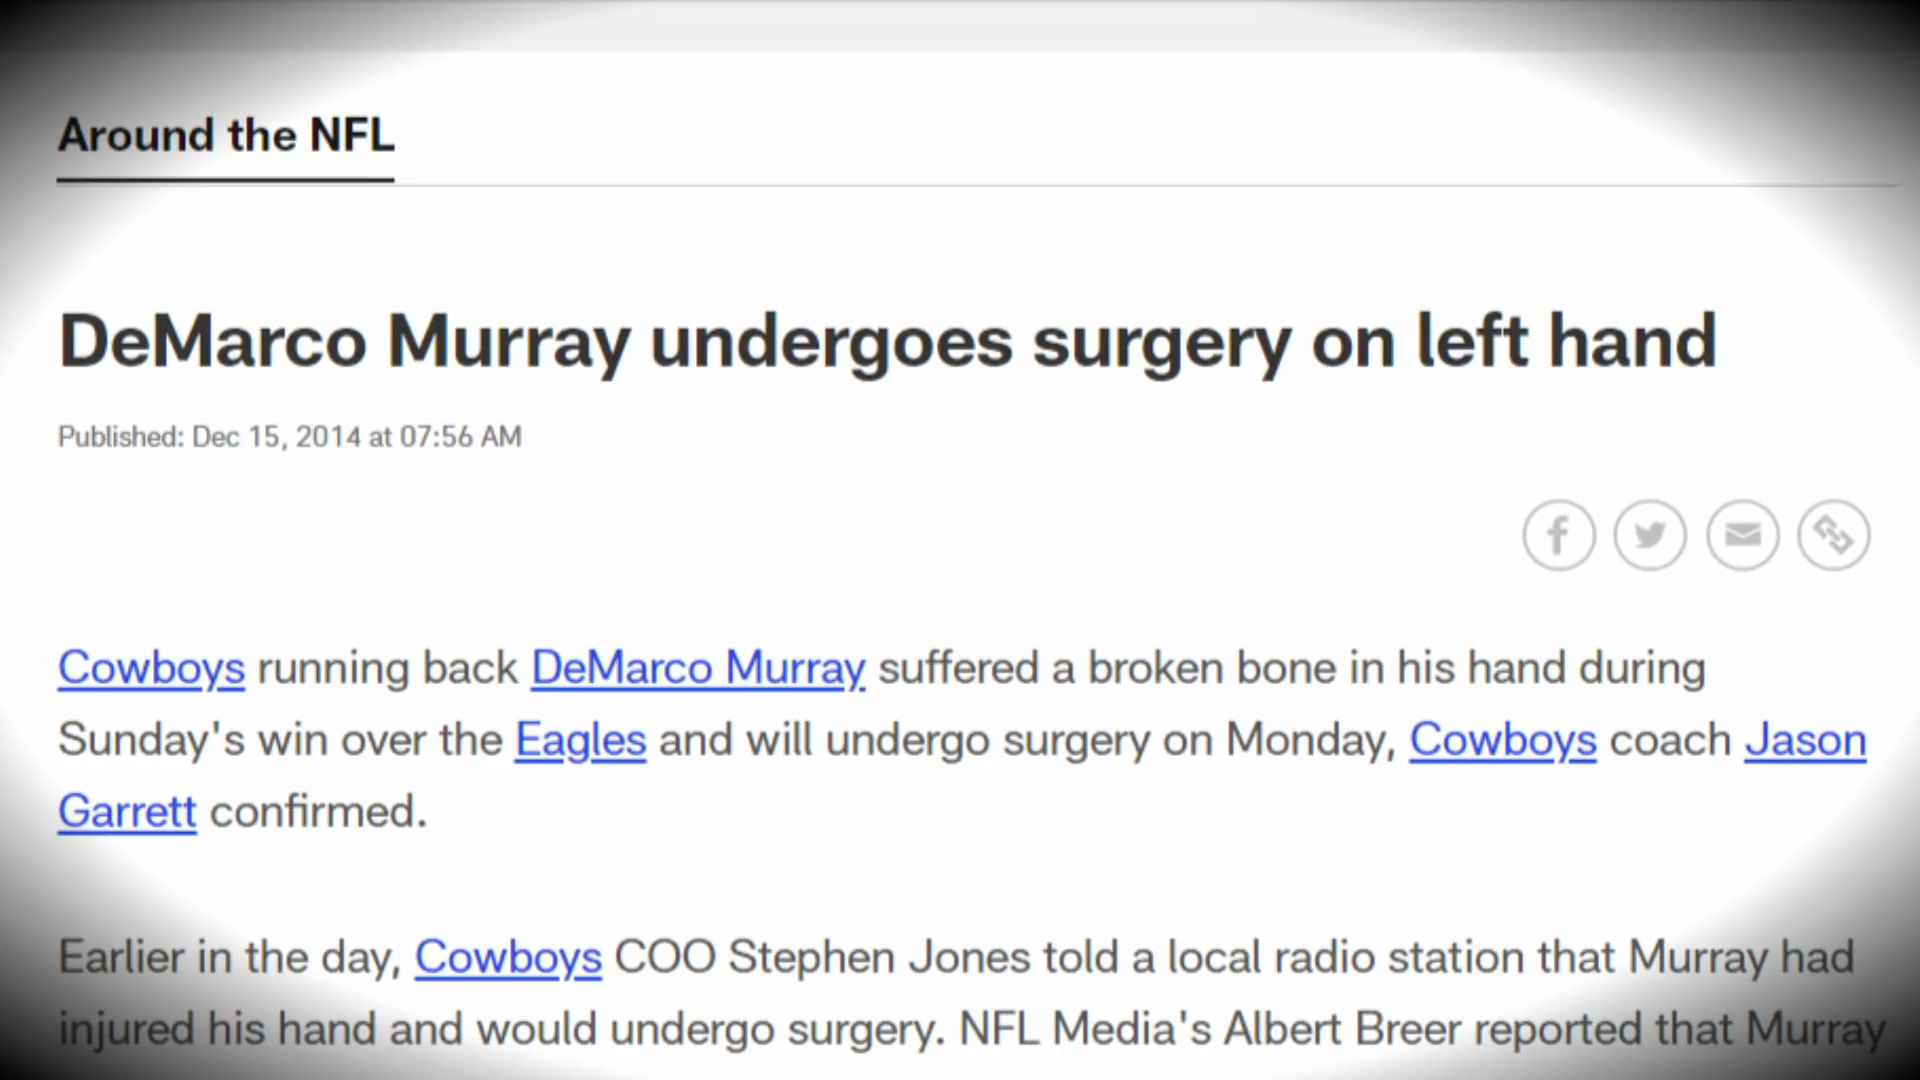 Around the NFL
DeMarco Murray undergoes surgery on left hand
Published: Dec 15, 2014 at 07:56 AM
Cowboys running back DeMarco Murray suffered a broken bone in his hand during
Sunday's win over the Eagles and will undergo surgery on Monday, Cowboys coach Jason
Garrett confirmed.
Earlier in the day, Cowboys COO Stephen Jones told a local radio station that Murray had
injured his hand and would undergo surgery. NFL Media's Albert Breer reported that Murray